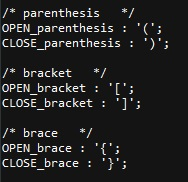 /* parenthesis   */
OPEN_parenthesis : '(';
CLOSE_parenthesis : ')';
/* bracket   */
OPEN_bracket : '[';
CLOSE_bracket : ']';
/* brace   */
OPEN_brace : '{';
CLOSE_brace : '}';